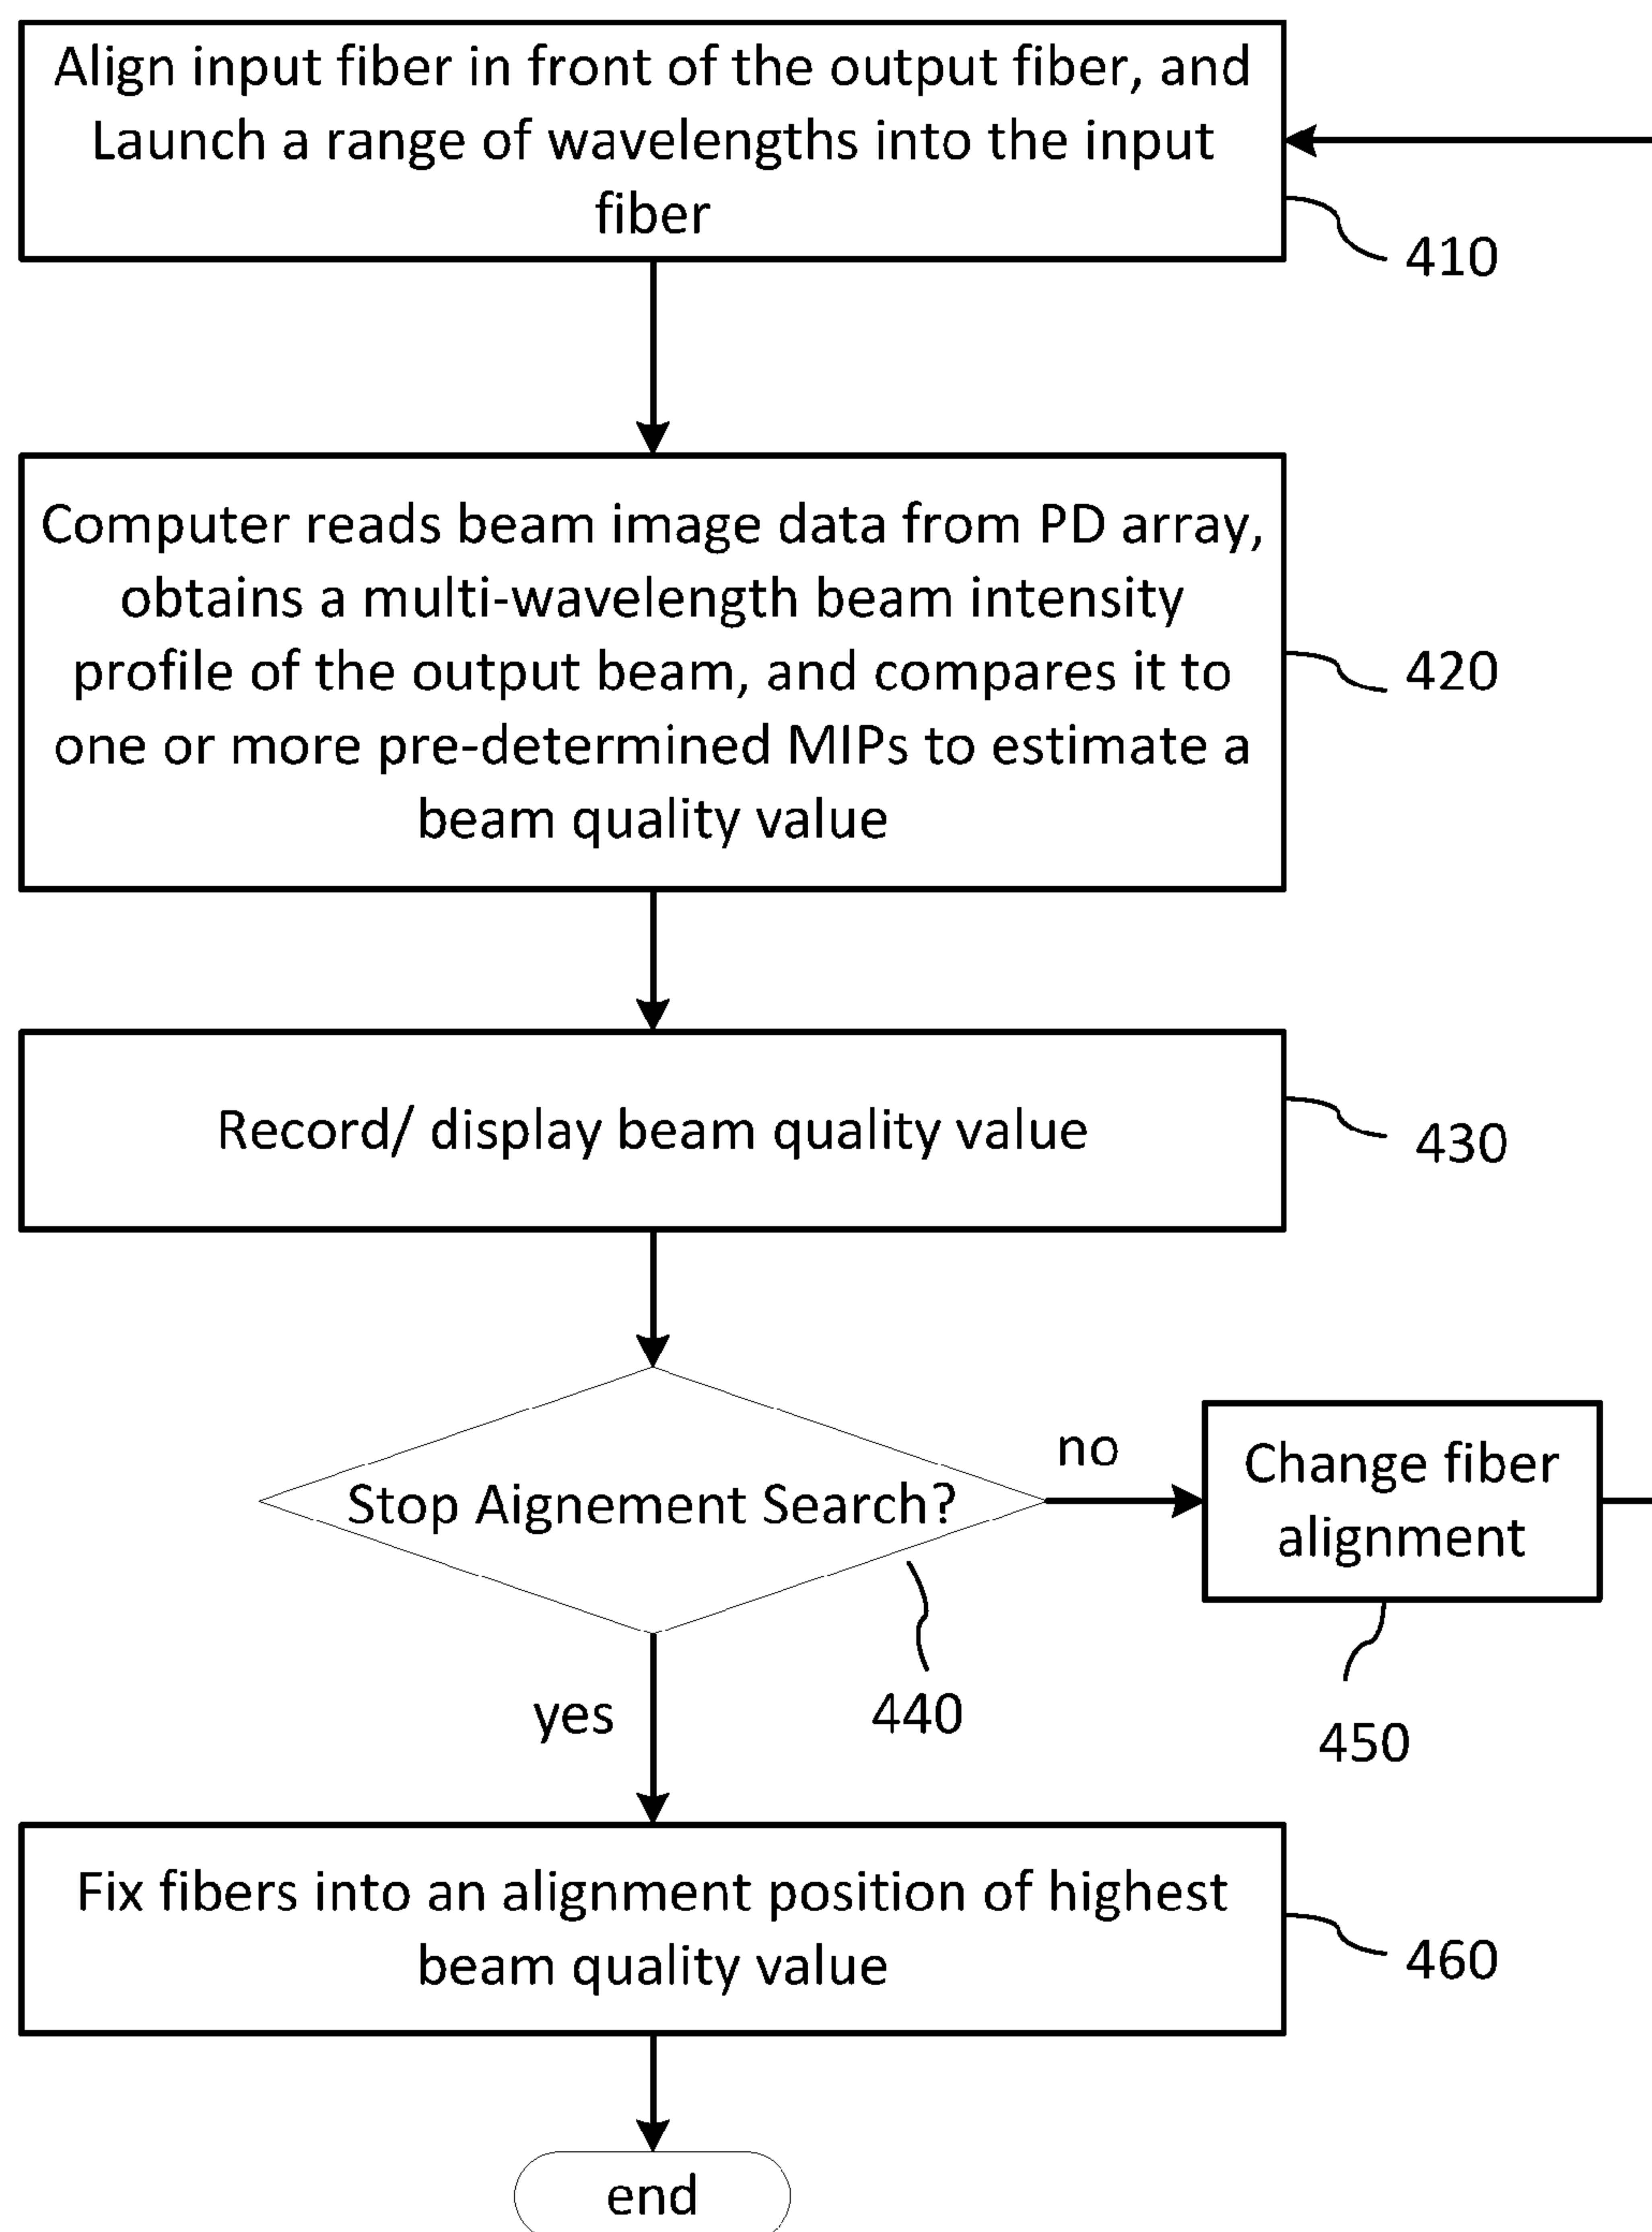 Align input fiber in front of the output fiber, and
Launch a range of wavelengths into the input
fiber
410
Computer reads beam image data from PD array,
obtains a multi-wavelength beam intensity
profile of the output beam, and compares it to
one or more pre-determined MIPs to estimate a
beam quality value
420
Record/ display beam quality value
430
Stop Aignement Search?
no
Change fiber
alignment
yes
440
450
Fix fibers into an alignment position of highest
beam quality value
460
end